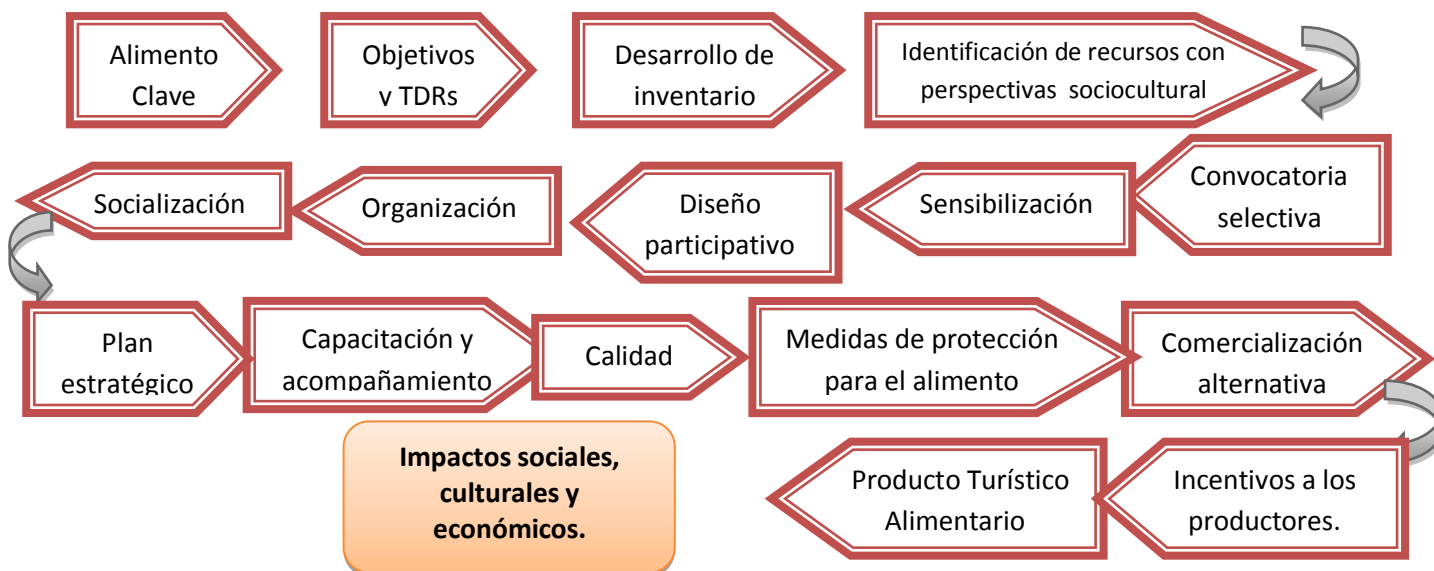 Alimento
Clave
Objetivos
y TDRs
Desarrollo de
inventario
Identificación de recursos con
perspectivas sociocultural
Convocatoria
selectiva
Sensibilización
Diseño
participativo
Organización
Socialización
Plan
estratégico
Capacitación y
acompañamiento
Calidad
Medidas de protección
para el alimento
Comercialización
alternativa
Incentivos a los
productores.
Producto Turístico
Alimentario
Impactos sociales,
culturales y
económicos.